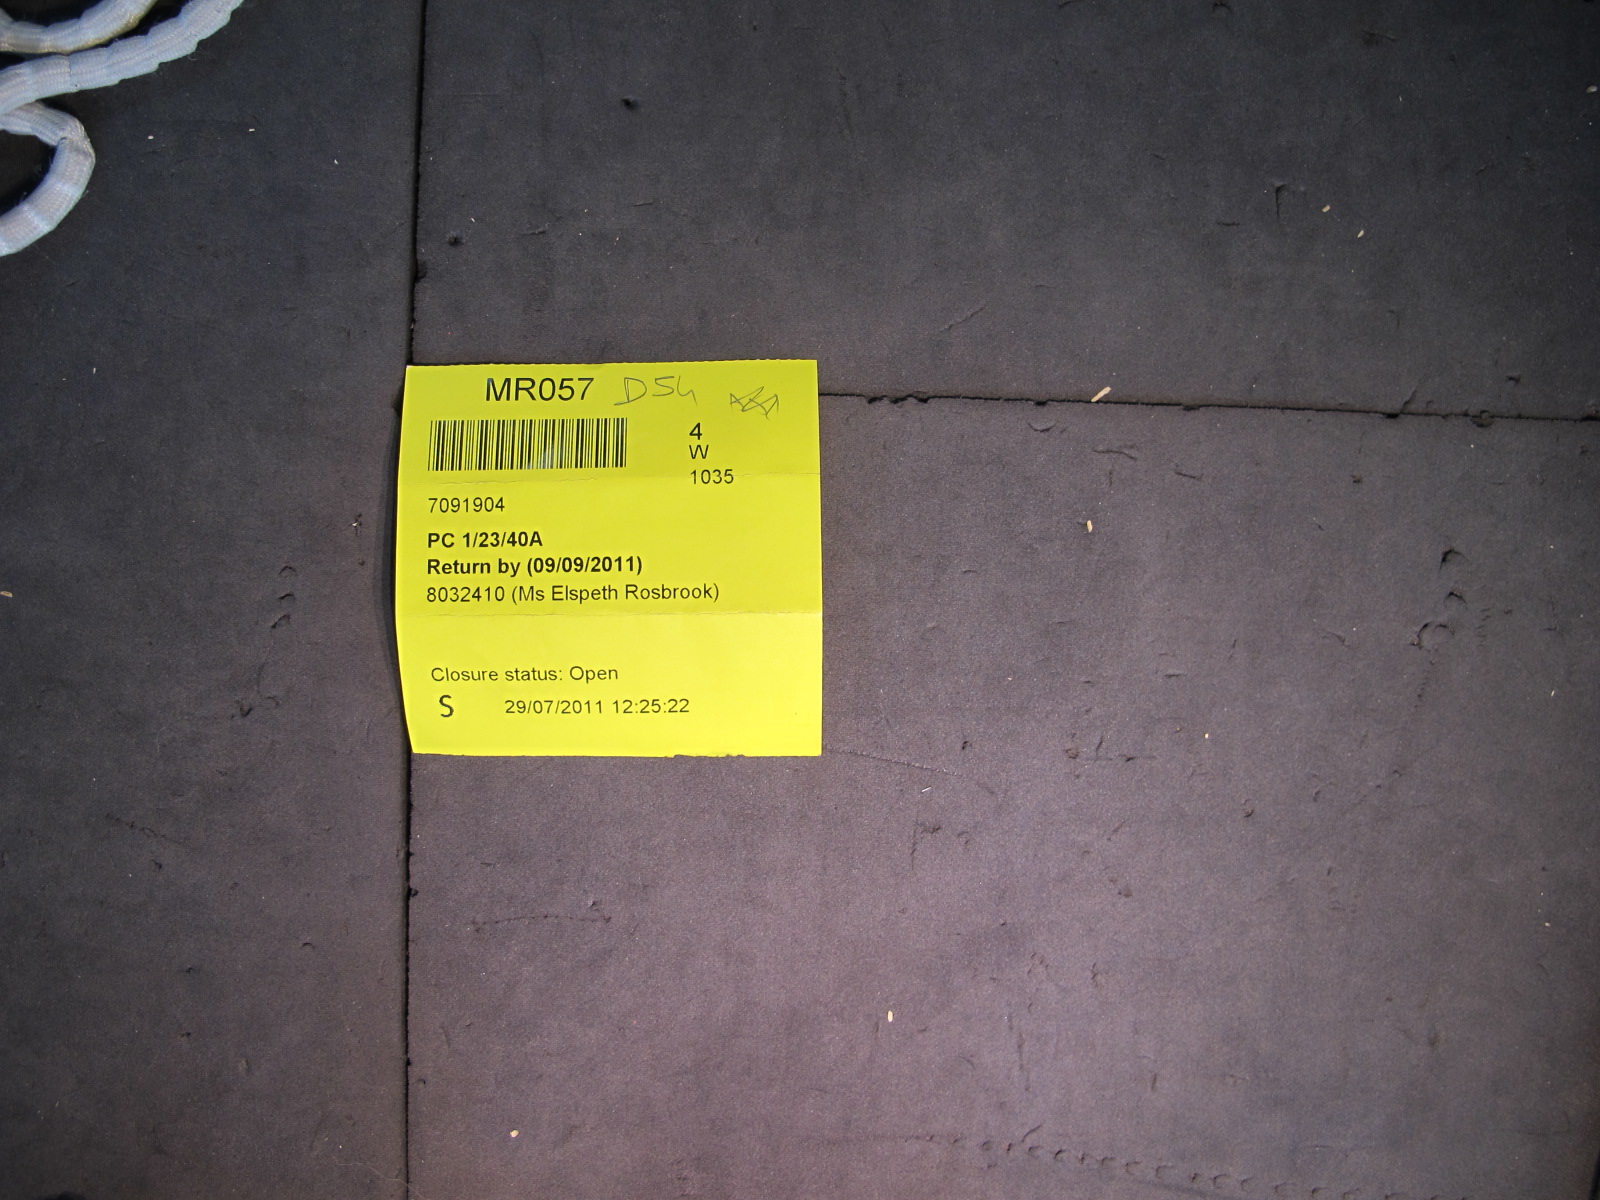 MR057 D54
4
W
1035
7091904
PC 1/23/40A
Return by (09/09/2011)
8032410 (Ms Elspeth Rosbrook)
Closure status: Open
S 29/07/2011 12:25:22